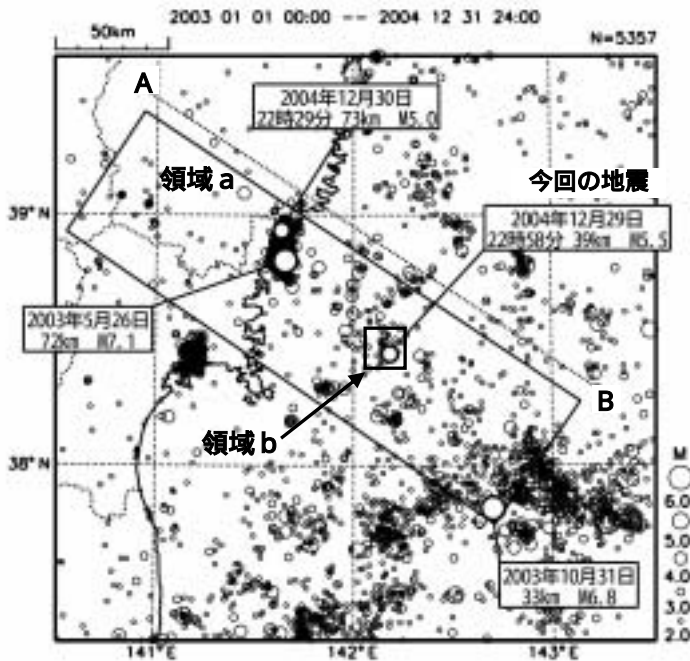 2003 01 01 00:00 -- 2004 12 31 24:00
50km
N=5357
A
2004年12月30日
22時29分 73km M5.0
領域a
今回の地震
39°N
2004年12月29日
22時58分 39km M5.5
2003年5月26日
72km M7.1
B
領域b
38°N
M
6.0
5.0
4.0
3.0
2.0
2003年10月31日
33km M6.8
141°E
142°E
143°E